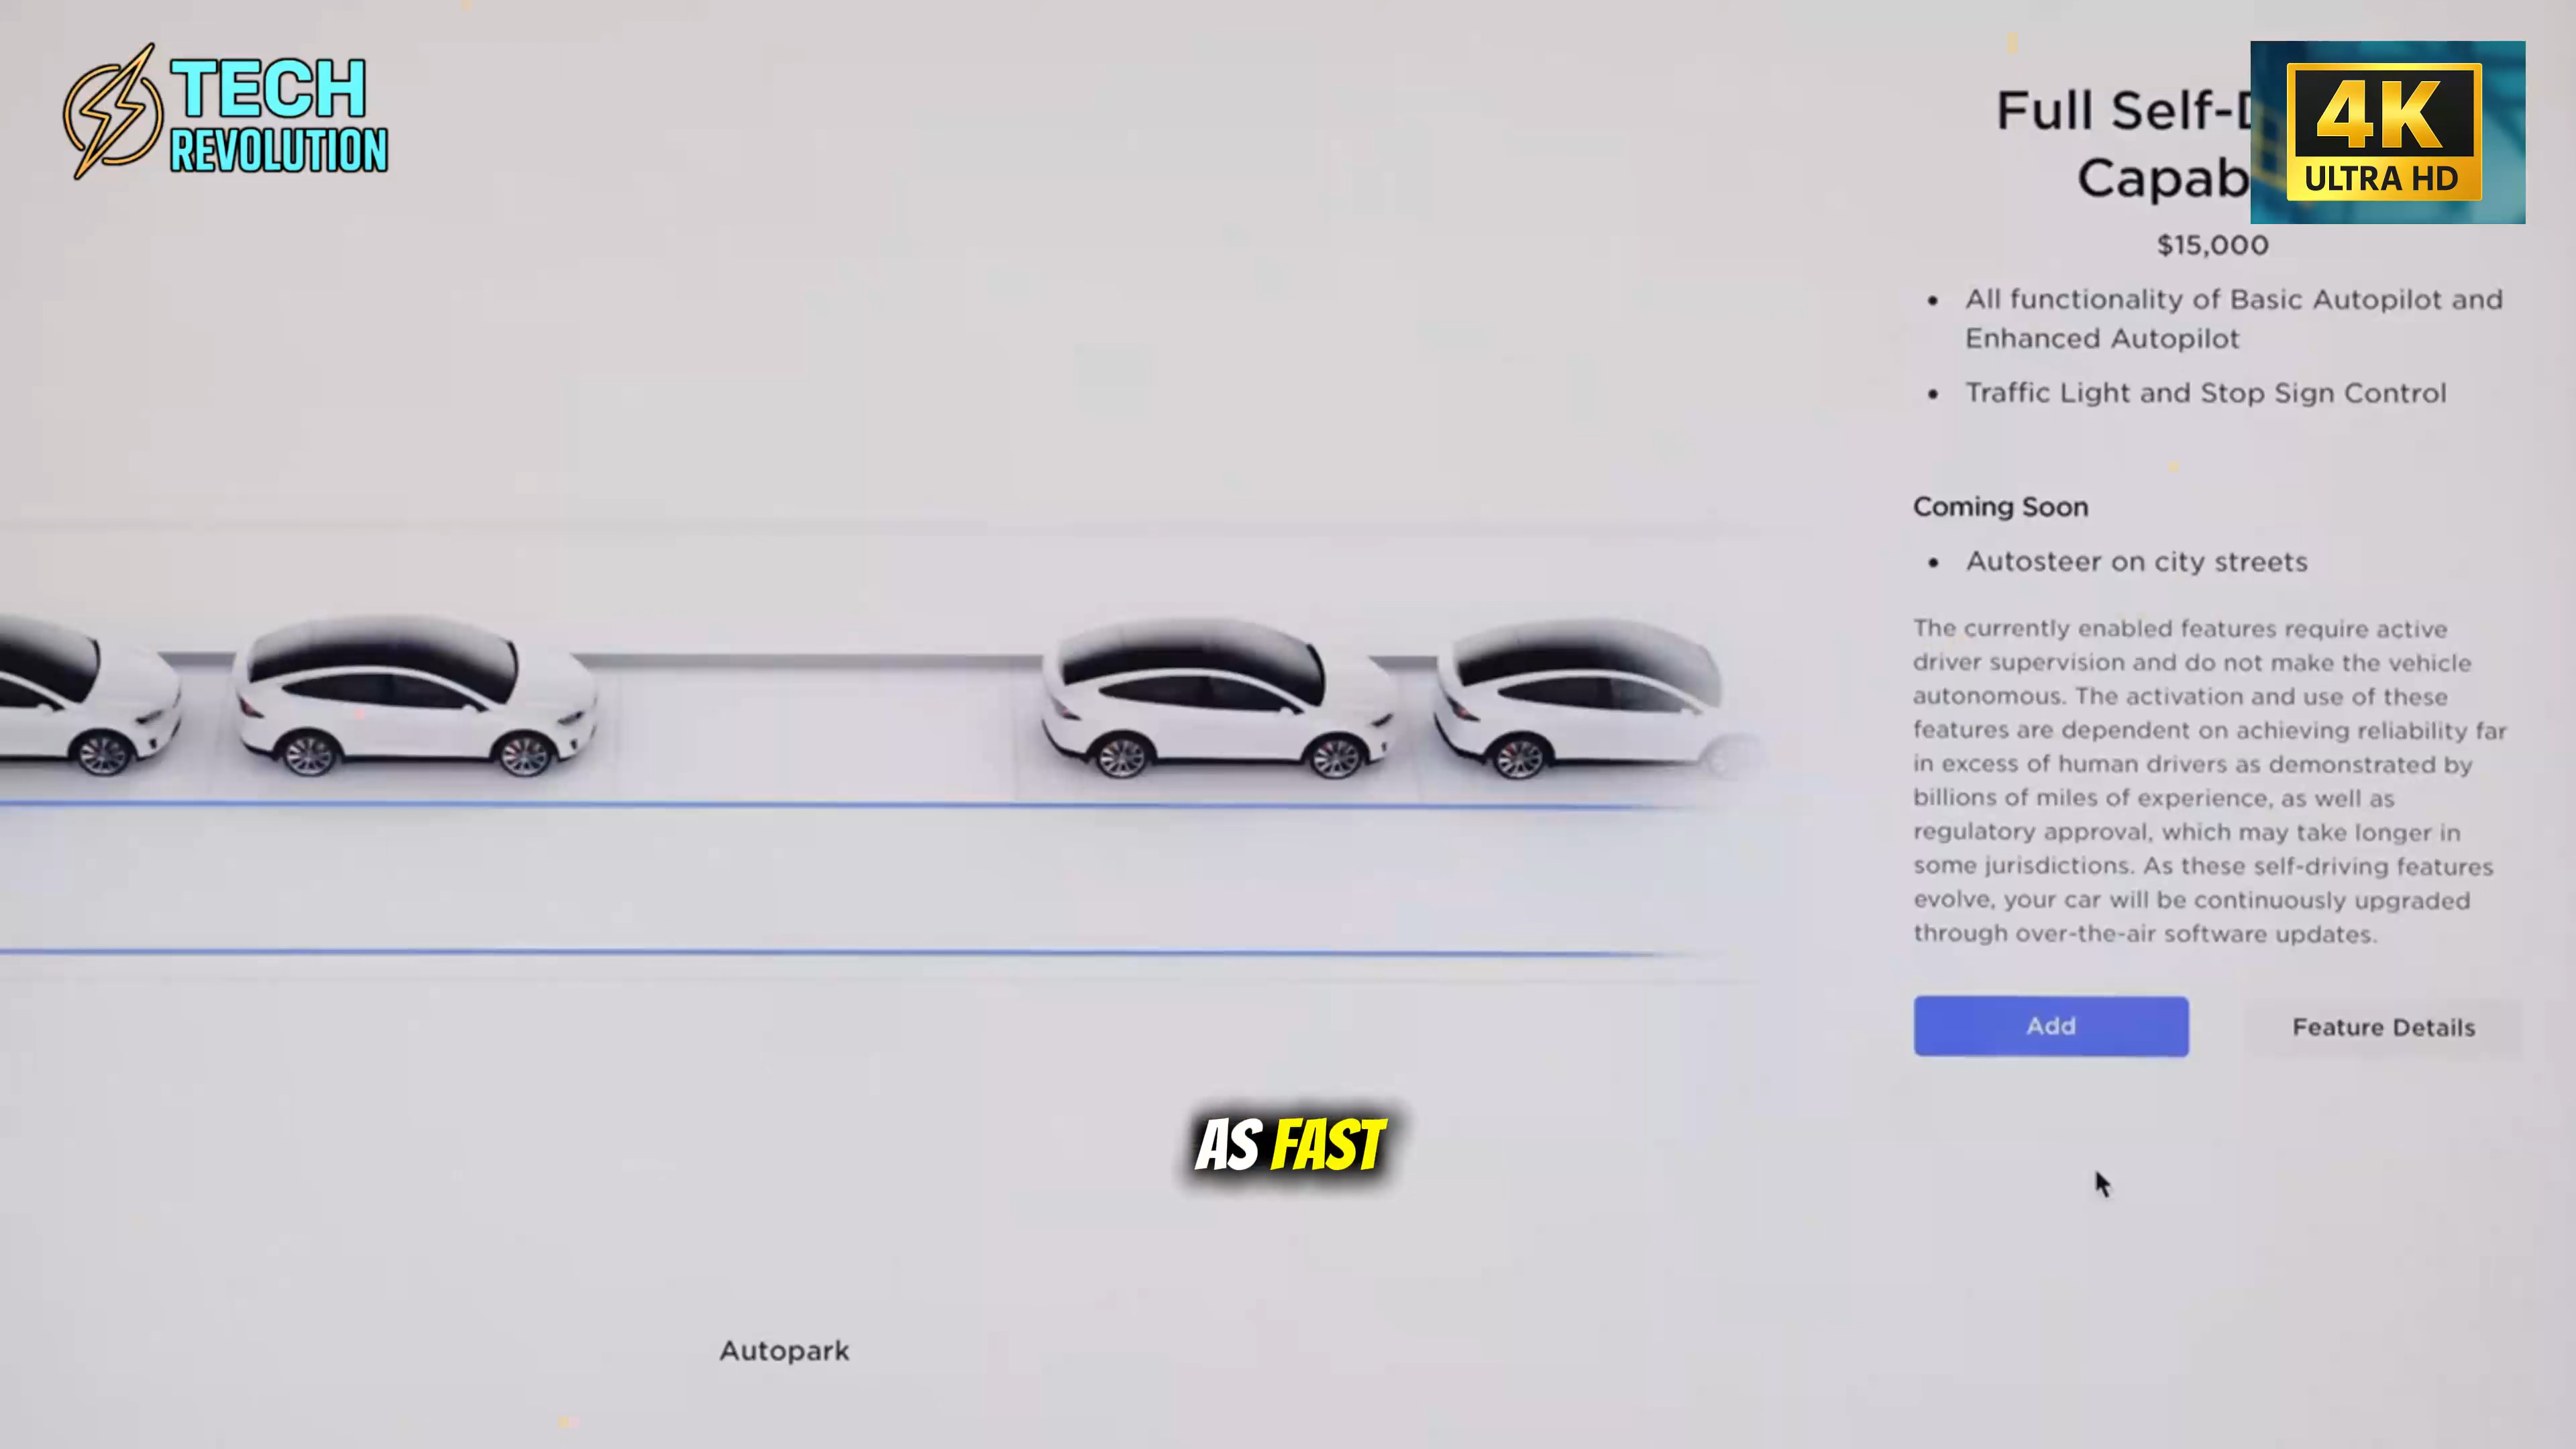 TECH
REVOLUTION
4K
ULTRA HD
Full Self-
Capab
$15,000
• All functionality of Basic Autopilot and
Enhanced Autopilot
• Traffic Light and Stop Sign Control
Coming Soon
• Autosteer on city streets
The currently enabled features require active
driver supervision and do not make the vehicle
autonomous. The activation and use of these
features are dependent on achieving reliability far
in excess of human drivers as demonstrated by
billions of miles of experience, as well as
regulatory approval, which may take longer in
some jurisdictions. As these self-driving features
evolve, your car will be continuously upgraded
through over-the-air software updates.
Add
Feature Details
AS FAST
Autopark